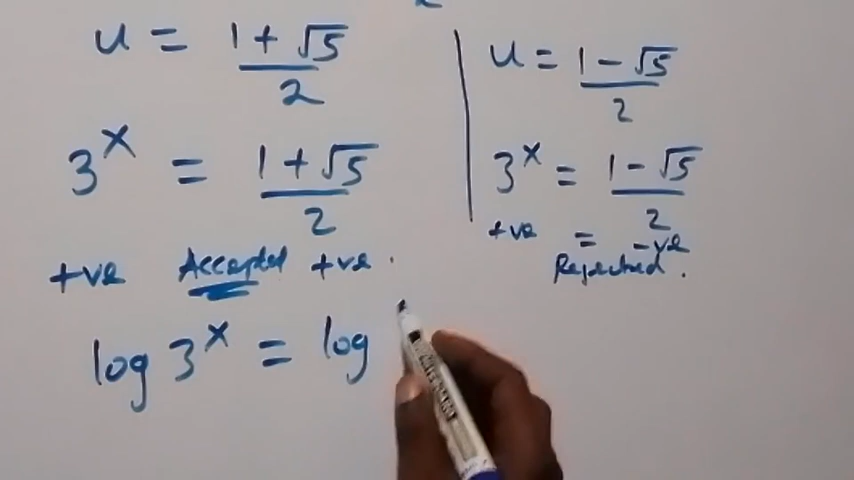 u = (1 + √5)/2
3^x = (1 + √5)/2
+ve Accepted +ve .
log 3^x = log
u = (1 - √5)/2
3^x = (1 - √5)/2
+ve = -ve
Rejected .